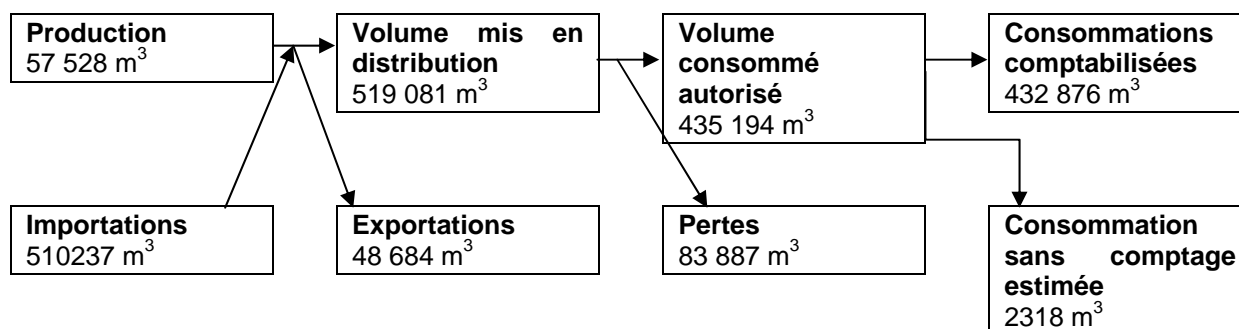 Production
57 528 m³
Volume mis en
distribution
519 081 m³
Volume
consommé
autorisé
435 194 m³
Consommations
comptabilisées
432 876 m³
Importations
510237 m³
Exportations
48 684 m³
Pertes
83 887 m³
Consommation
sans comptage
estimée
2318 m³